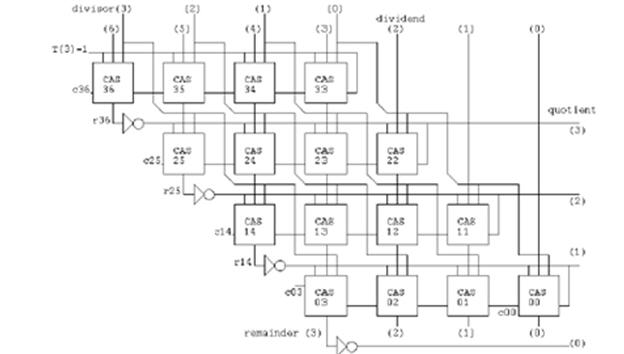 divisor(3) [2] (1) [0]
dividend
(6) (5) (4) (3) (2) (1) (0)
T(3)=1
CAS 36 CAS 35 CAS 34 CAS 33
c36
quotient
r36
(3)
CAS 25 CAS 24 CAS 23 CAS 22
c25
r25
(2)
CAS 14 CAS 13 CAS 12 CAS 11
c14
r14
(1)
CAS 03 CAS 02 CAS 01 CAS 00
c03
c00
remainder (3) (2) (1) (0)
(0)